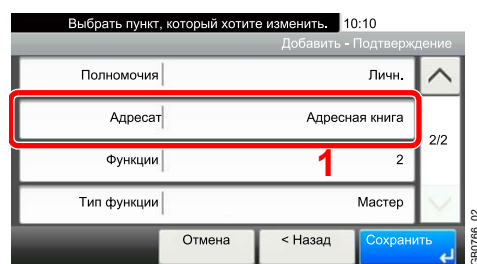 Выбрать пункт, который хотите изменить. 10:10
Добавить - Подтверждение
Полномочия Личн.
Адресат Адресная книга
2/2
Функции 2
1
Тип функции Мастер
Отмена < Назад Сохранить
GB0766_02